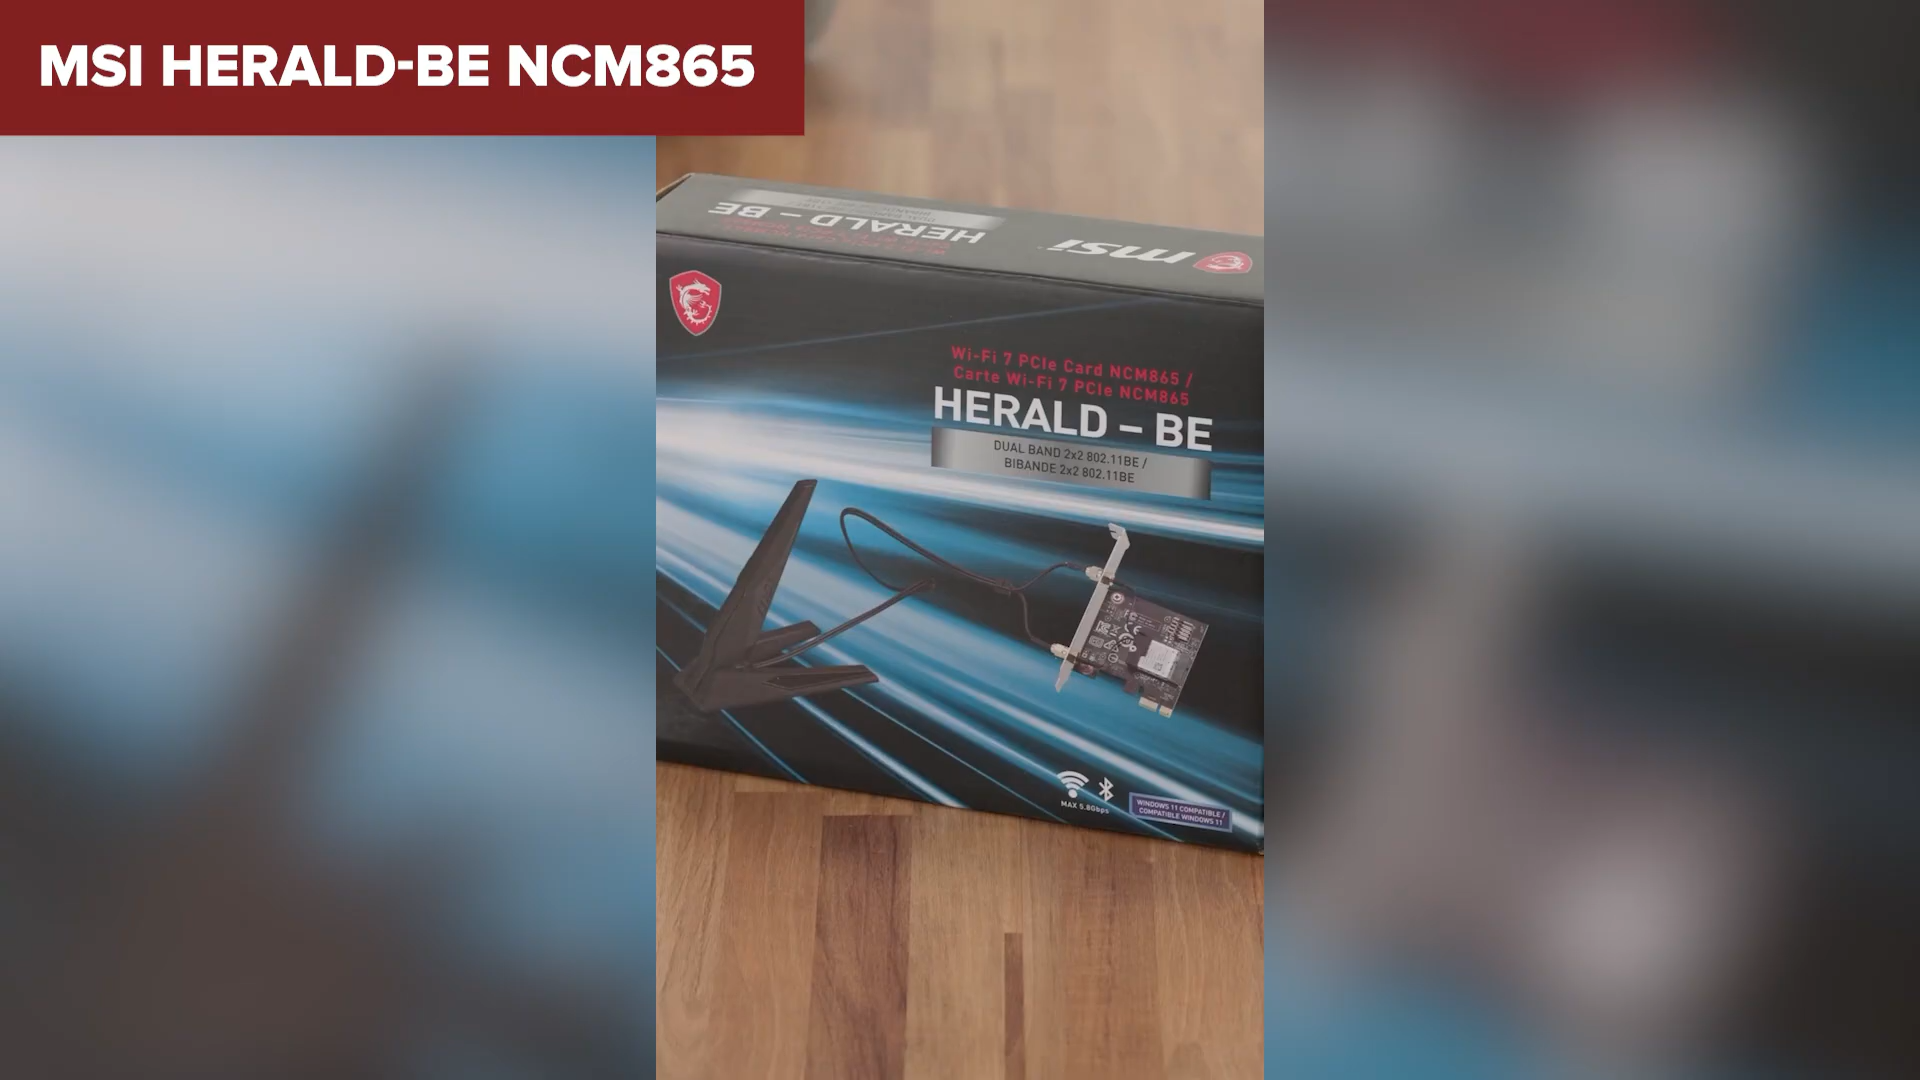 MSI HERALD-BE NCM865
HERALD – BE
msi
Wi-Fi 7 PCIe Card NCM865 /
Carte Wi-Fi 7 PCIe NCM865
HERALD – BE
DUAL BAND 2x2 802.11BE /
BIBANDE 2x2 802.11BE
MAX 5.8Gbps
WINDOWS 11 COMPATIBLE /
COMPATIBLE WINDOWS 11